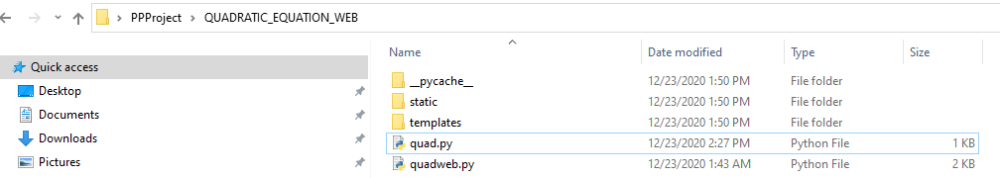 PPProject > QUADRATIC_EQUATION_WEB
Name Date modified Type Size
Quick access
Desktop
Documents
Downloads
Pictures
__pycache__ 12/23/2020 1:50 PM File folder
static 12/23/2020 1:50 PM File folder
templates 12/23/2020 1:50 PM File folder
quad.py 12/23/2020 2:27 PM Python File 1 KB
quadweb.py 12/23/2020 1:43 AM Python File 2 KB